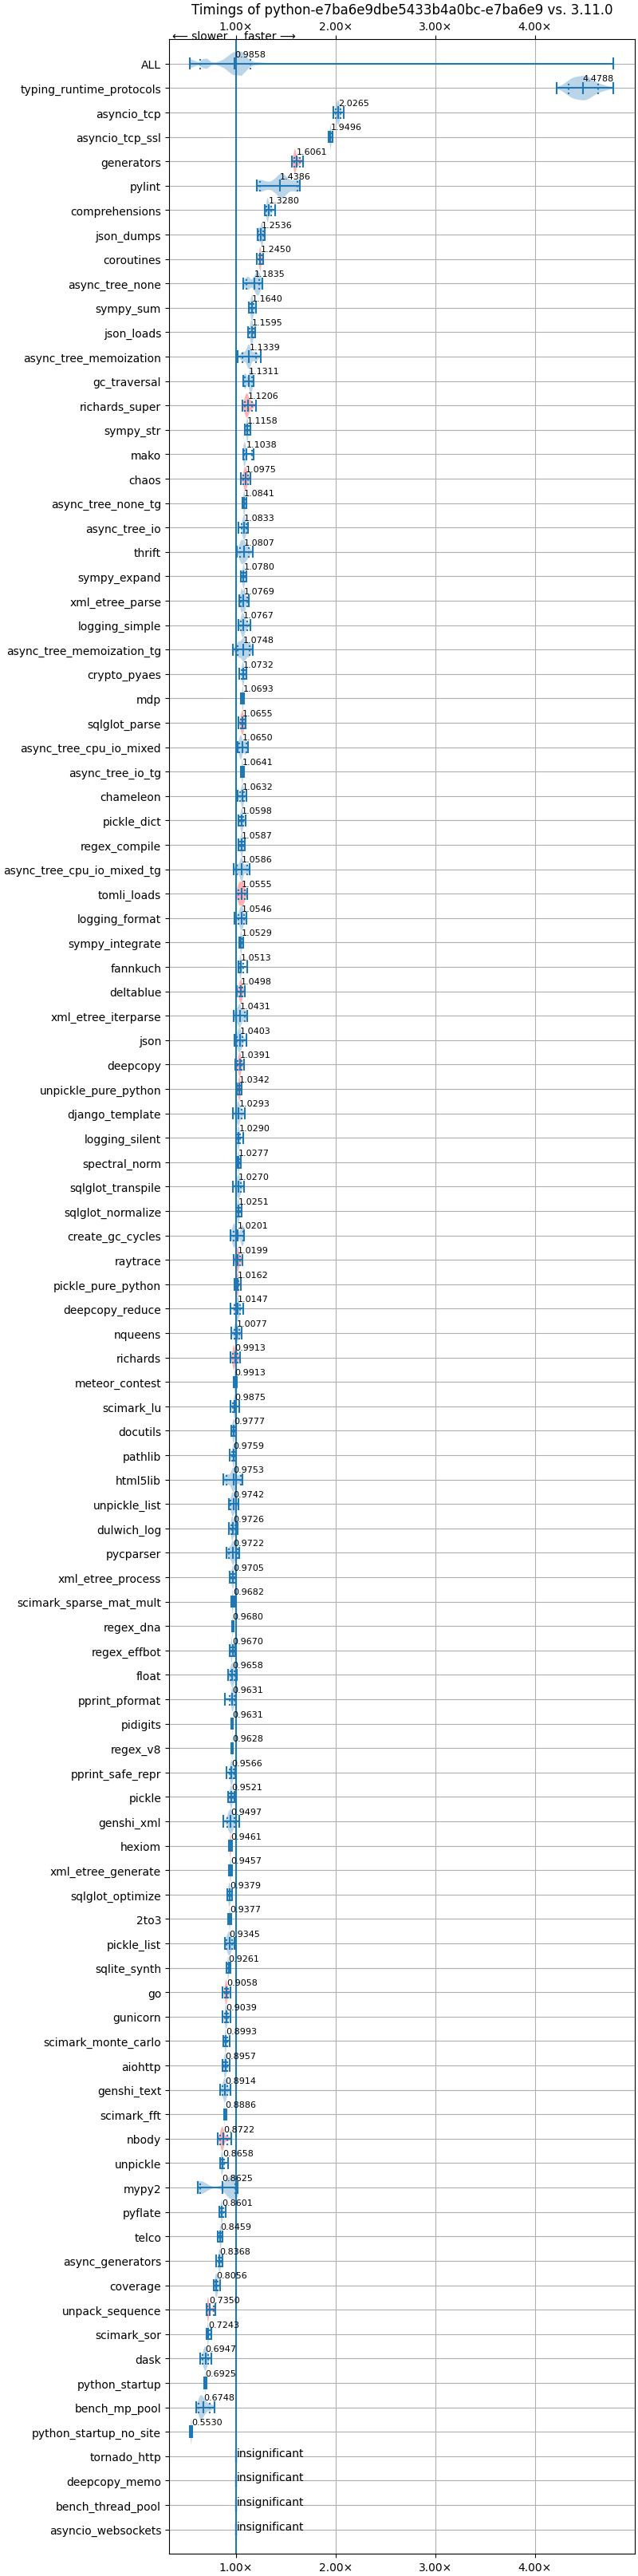 Timings of python-e7ba6e9dbe5433b4a0bc-e7ba6e9 vs. 3.11.0
1.00× 2.00× 3.00× 4.00×
⟵ slower faster ⟶
ALL 0.9858
typing_runtime_protocols 4.4788
asyncio_tcp 2.0265
asyncio_tcp_ssl 1.9496
generators 1.6061
pylint 1.4386
comprehensions 1.3280
json_dumps 1.2536
coroutines 1.2450
async_tree_none 1.1835
sympy_sum 1.1640
json_loads 1.1595
async_tree_memoization 1.1339
gc_traversal 1.1311
richards_super 1.1206
sympy_str 1.1158
mako 1.1038
chaos 1.0975
async_tree_none_tg 1.0841
async_tree_io 1.0833
thrift 1.0807
sympy_expand 1.0780
xml_etree_parse 1.0769
logging_simple 1.0767
async_tree_memoization_tg 1.0748
crypto_pyaes 1.0732
mdp 1.0693
sqlglot_parse 1.0655
async_tree_cpu_io_mixed 1.0650
async_tree_io_tg 1.0641
chameleon 1.0632
pickle_dict 1.0598
regex_compile 1.0587
async_tree_cpu_io_mixed_tg 1.0586
tomli_loads 1.0555
logging_format 1.0546
sympy_integrate 1.0529
fannkuch 1.0513
deltablue 1.0498
xml_etree_iterparse 1.0431
json 1.0403
deepcopy 1.0391
unpickle_pure_python 1.0342
django_template 1.0293
logging_silent 1.0290
spectral_norm 1.0277
sqlglot_transpile 1.0270
sqlglot_normalize 1.0251
create_gc_cycles 1.0201
raytrace 1.0199
pickle_pure_python 1.0162
deepcopy_reduce 1.0147
nqueens 1.0077
richards 0.9913
meteor_contest 0.9913
scimark_lu 0.9875
docutils 0.9777
pathlib 0.9759
html5lib 0.9753
unpickle_list 0.9742
dulwich_log 0.9726
pycparser 0.9722
xml_etree_process 0.9705
scimark_sparse_mat_mult 0.9682
regex_dna 0.9680
regex_effbot 0.9670
float 0.9658
pprint_pformat 0.9631
pidigits 0.9631
regex_v8 0.9628
pprint_safe_repr 0.9566
pickle 0.9521
genshi_xml 0.9497
hexiom 0.9461
xml_etree_generate 0.9457
sqlglot_optimize 0.9379
2to3 0.9377
pickle_list 0.9345
sqlite_synth 0.9261
go 0.9058
gunicorn 0.9039
scimark_monte_carlo 0.8993
aiohttp 0.8957
genshi_text 0.8914
scimark_fft 0.8886
nbody 0.8722
unpickle 0.8658
mypy2 0.8625
pyflate 0.8601
telco 0.8459
async_generators 0.8368
coverage 0.8056
unpack_sequence 0.7350
scimark_sor 0.7243
dask 0.6947
python_startup 0.6925
bench_mp_pool 0.6748
python_startup_no_site 0.5530
tornado_http insignificant
deepcopy_memo insignificant
bench_thread_pool insignificant
asyncio_websockets insignificant
1.00× 2.00× 3.00× 4.00×